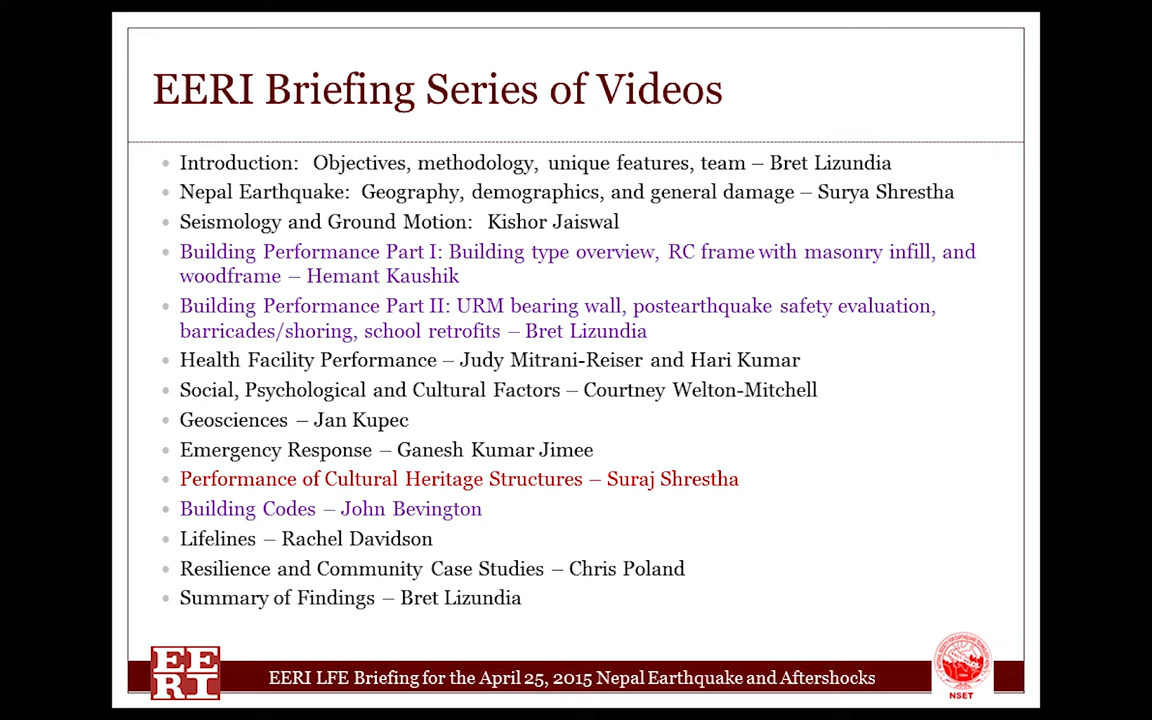 EERI Briefing Series of Videos
Introduction: Objectives, methodology, unique features, team – Bret Lizundia
Nepal Earthquake: Geography, demographics, and general damage – Surya Shrestha
Seismology and Ground Motion: Kishor Jaiswal
Building Performance Part I: Building type overview, RC frame with masonry infill, and
woodframe – Hemant Kaushik
Building Performance Part II: URM bearing wall, postearthquake safety evaluation,
barricades/shoring, school retrofits – Bret Lizundia
Health Facility Performance – Judy Mitrani-Reiser and Hari Kumar
Social, Psychological and Cultural Factors – Courtney Welton-Mitchell
Geosciences – Jan Kupec
Emergency Response – Ganesh Kumar Jimee
Performance of Cultural Heritage Structures – Suraj Shrestha
Building Codes – John Bevington
Lifelines – Rachel Davidson
Resilience and Community Case Studies – Chris Poland
Summary of Findings – Bret Lizundia
EE
RI
EERI LFE Briefing for the April 25, 2015 Nepal Earthquake and Aftershocks
NSET